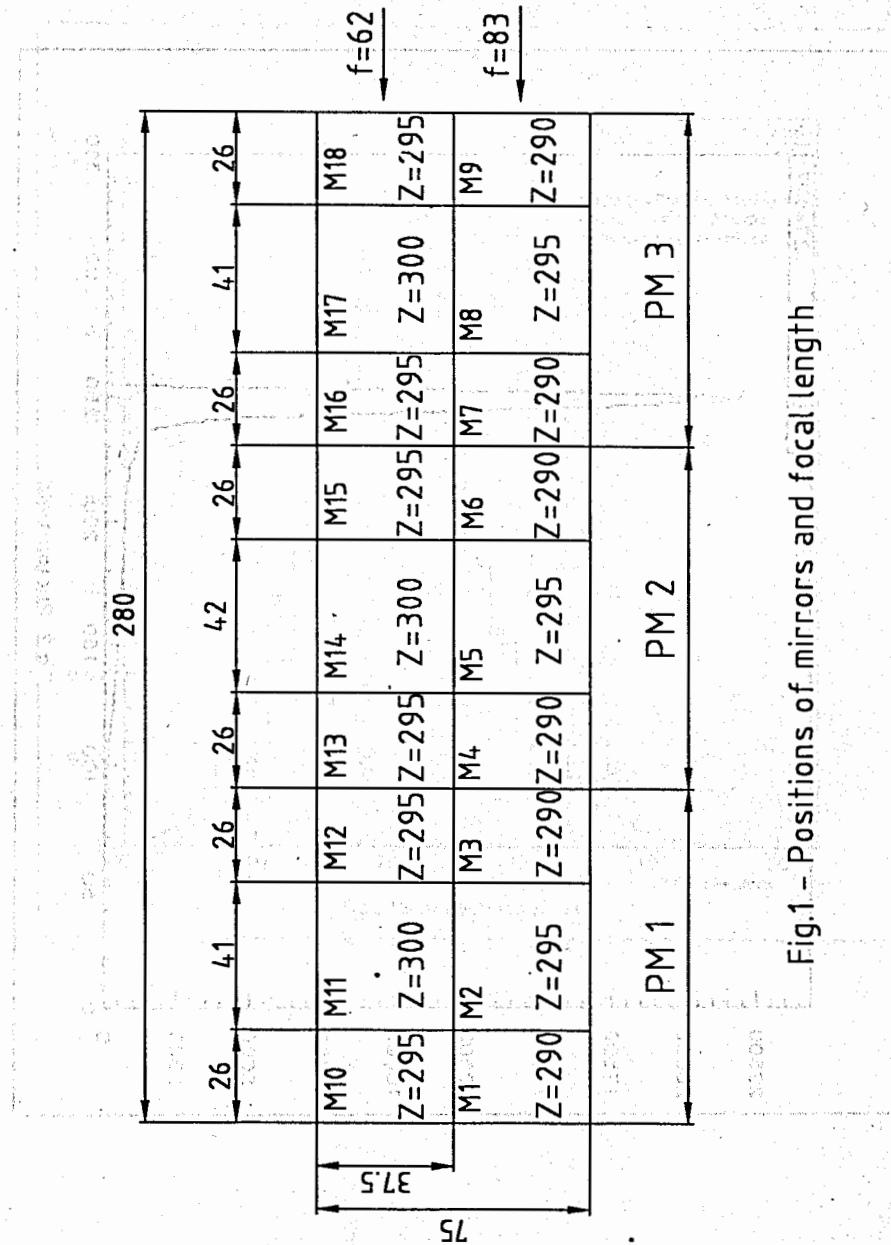 280
26 41 26 26 42 26 26 41 26
M10 M11 M12 M13 M14 M15 M16 M17 M18
Z=295 Z=300 Z=295 Z=295 Z=300 Z=295 Z=295 Z=300 Z=295
f=62
M1 M2 M3 M4 M5 M6 M7 M8 M9
Z=290 Z=295 Z=290 Z=290 Z=295 Z=290 Z=290 Z=295 Z=290
f=83
37.5
75
PM 1 PM 2 PM 3
Fig.1 - Positions of mirrors and focal length